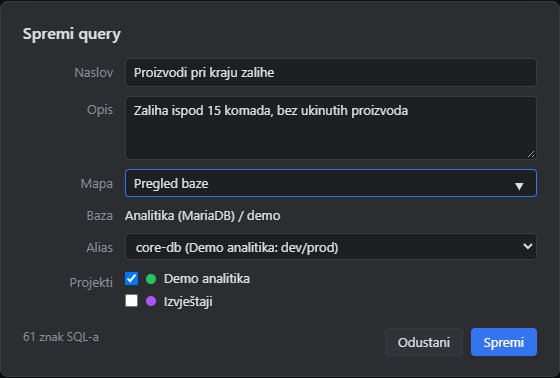 Spremi query
Naslov Proizvodi pri kraju zalihe
Opis Zaliha ispod 15 komada, bez ukinutih proizvoda
Mapa Pregled baze
Baza Analitika (MariaDB) / demo
Alias core-db (Demo analitika: dev/prod)
Projekti Demo analitika
Izvještaji
61 znak SQL-a Odustani Spremi